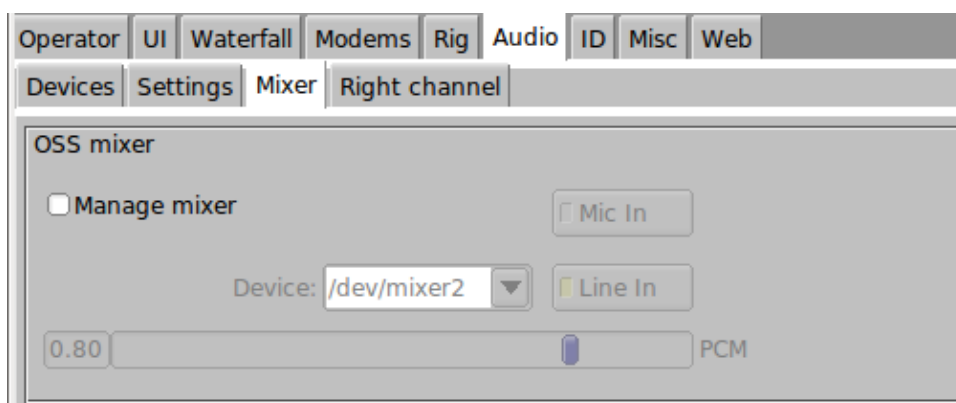 Operator UI Waterfall Modems Rig Audio ID Misc Web
Devices Settings Mixer Right channel
OSS mixer
Manage mixer Mic In
Device: /dev/mixer2 Line In
0.80 PCM